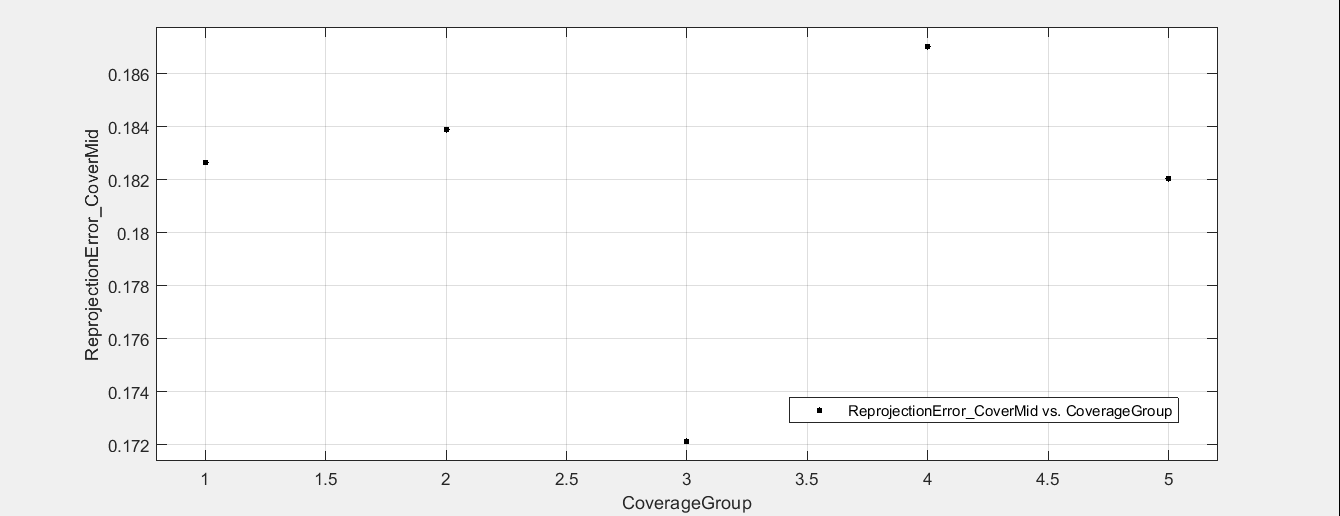 0.186
0.184
0.182
0.18
0.178
0.176
0.174
0.172
ReprojectionError_CoverMid
ReprojectionError_CoverMid vs. CoverageGroup
1 1.5 2 2.5 3 3.5 4 4.5 5
CoverageGroup